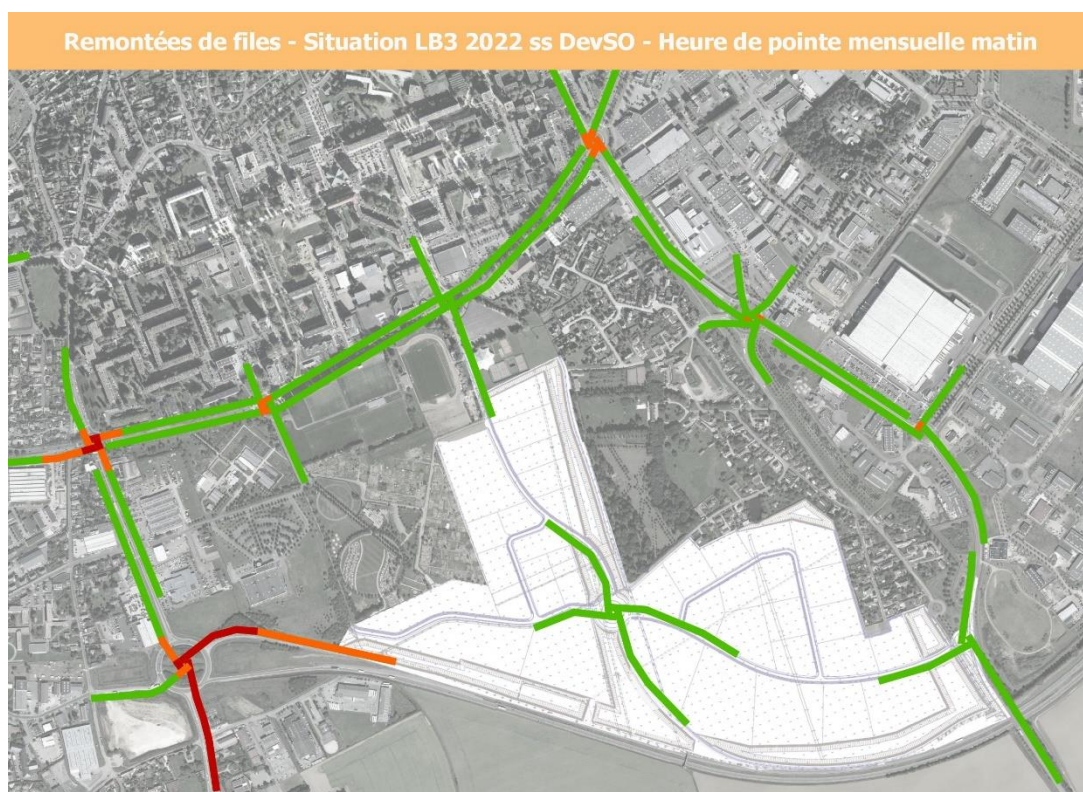 Remontées de files - Situation LB3 2022 ss DevSO - Heure de pointe mensuelle matin